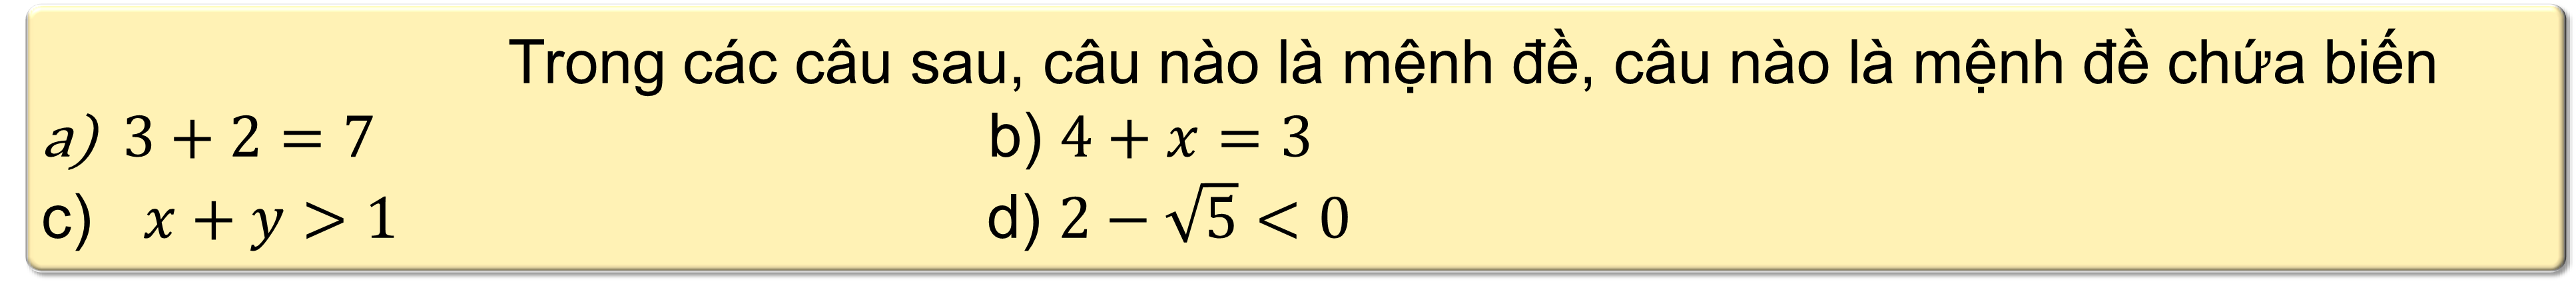 Trong các câu sau, câu nào là mệnh đề, câu nào là mệnh đề chứa biến
a) 3 + 2 = 7 b) 4 + x = 3
c) x + y > 1 d) 2 − √5 < 0